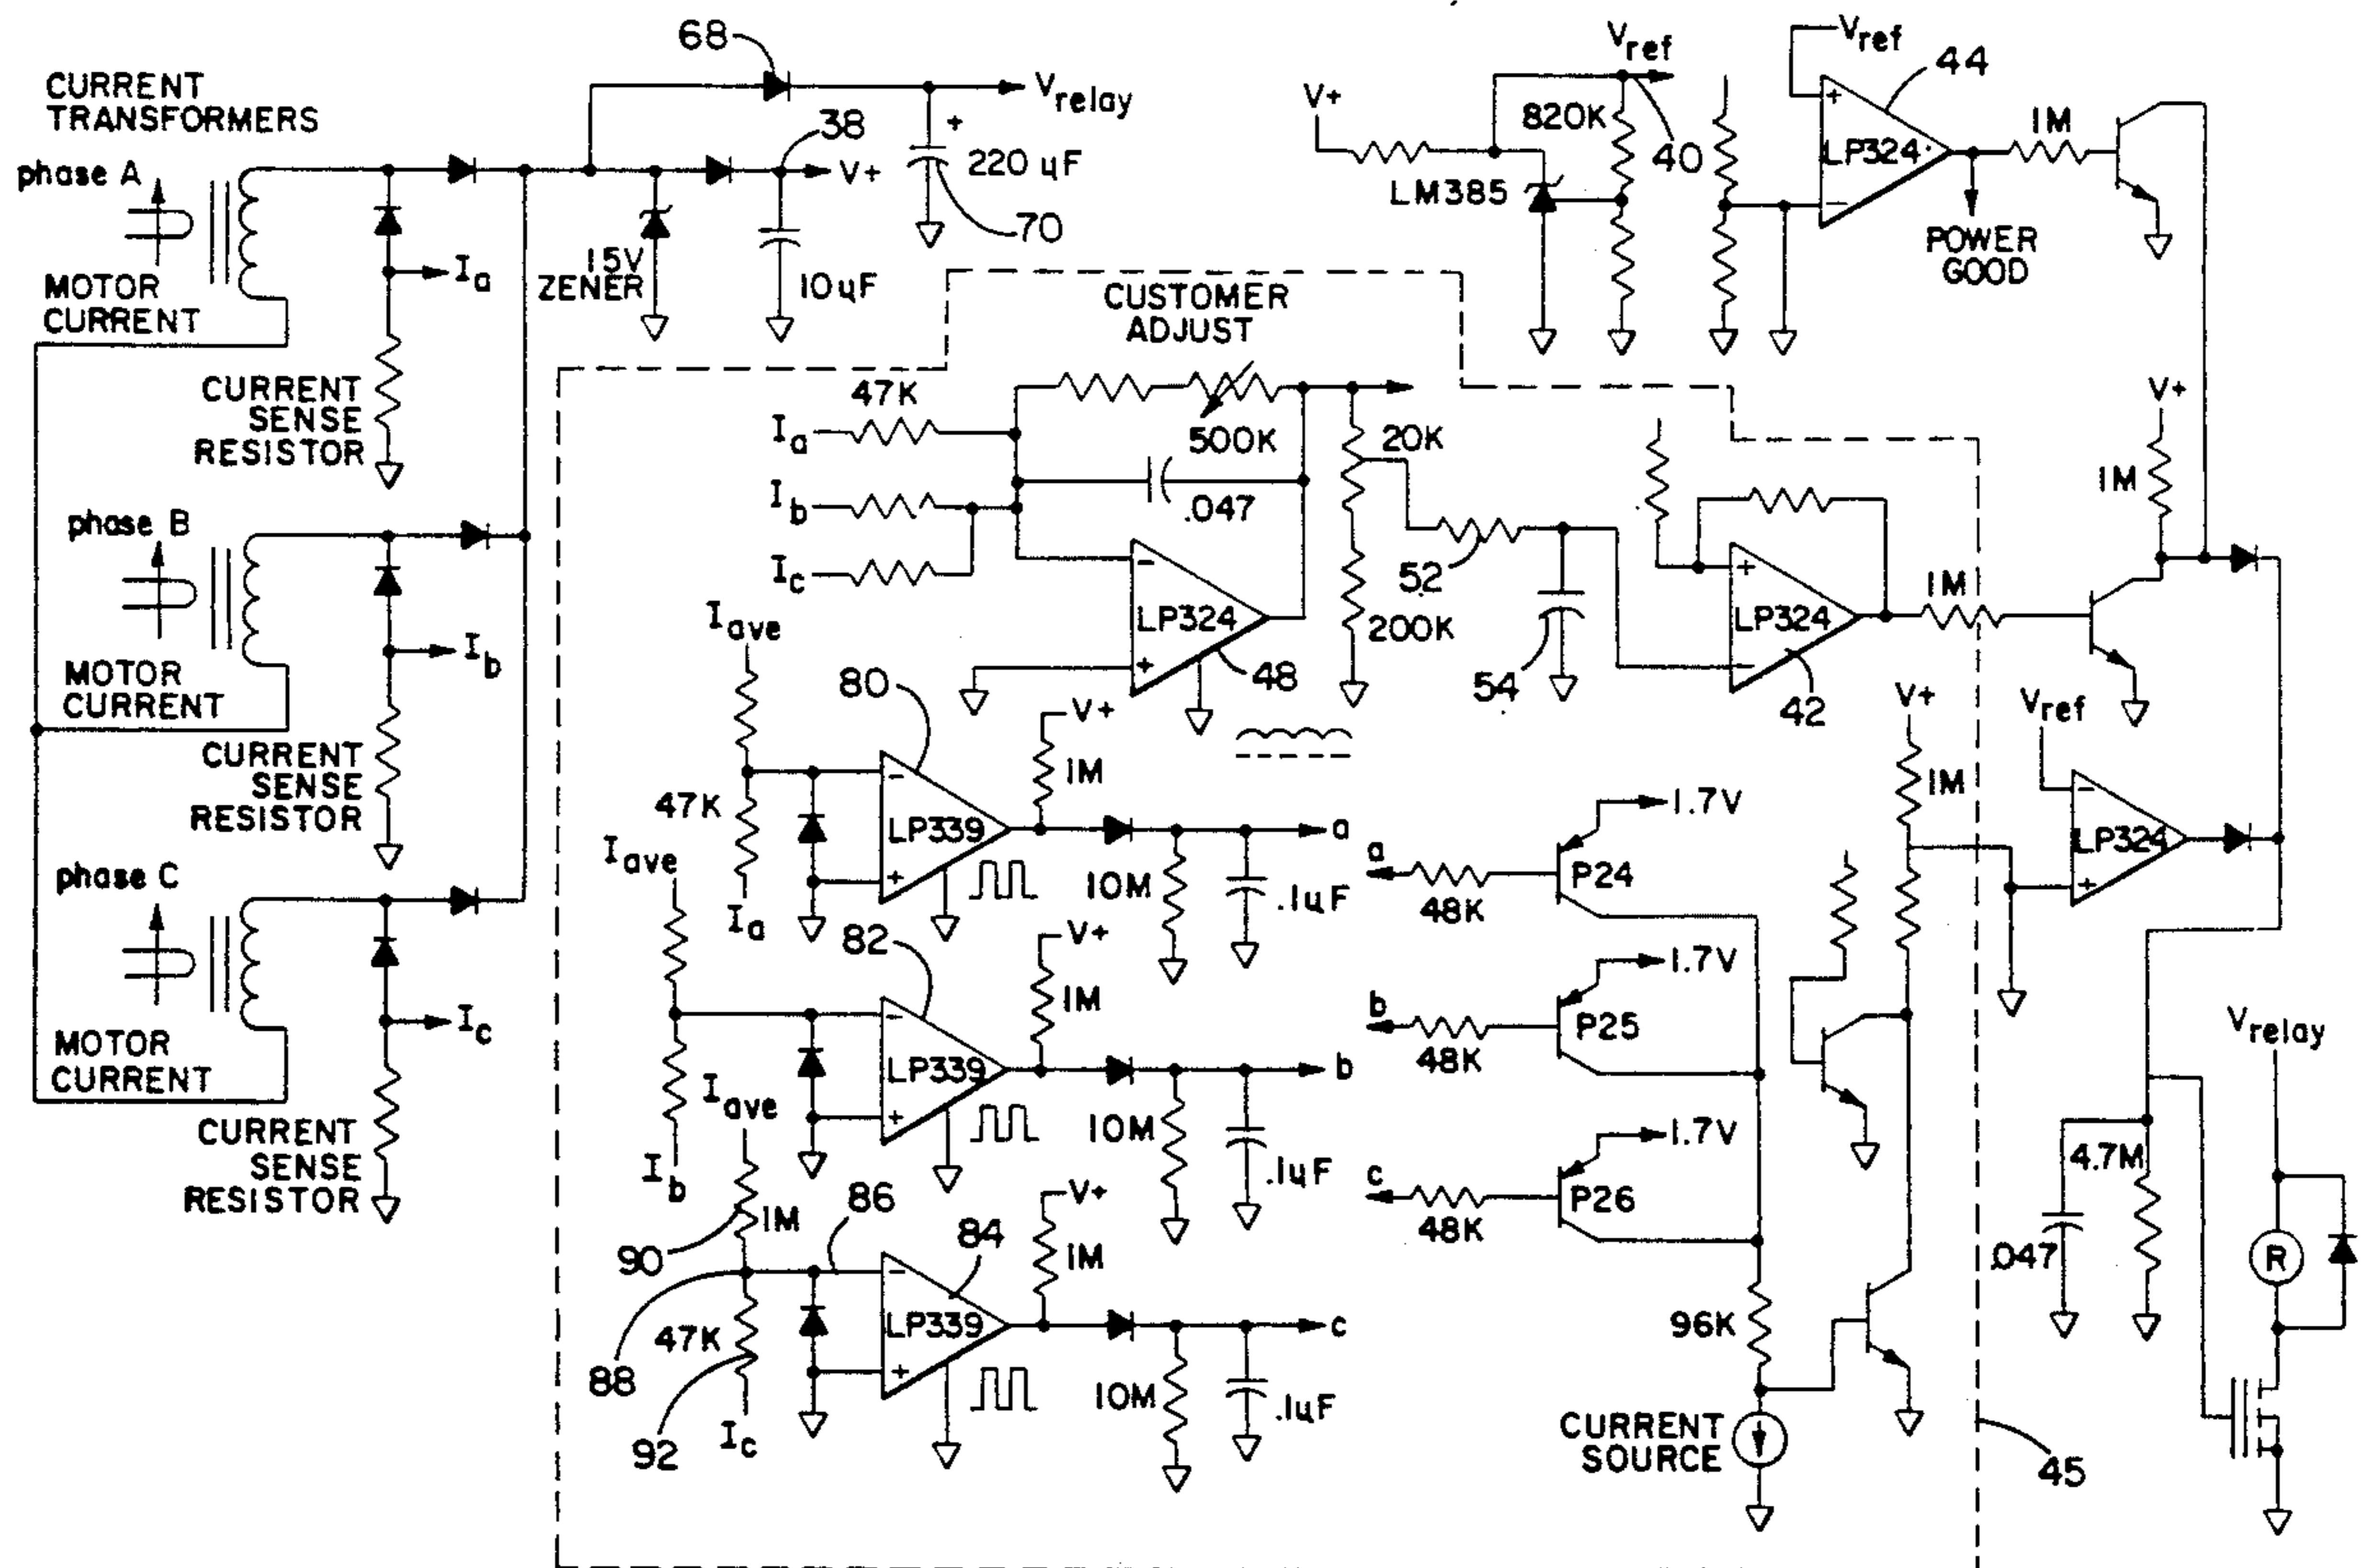 68
CURRENT
TRANSFORMERS
phase A
MOTOR
CURRENT
Ia
CURRENT
SENSE
RESISTOR
phase B
MOTOR
CURRENT
Ib
CURRENT
SENSE
RESISTOR
phase C
MOTOR
CURRENT
Ic
CURRENT
SENSE
RESISTOR
Vrelay
+
220 uF
70
38
V+
15V
ZENER
10uF
V+
Vref
820K
40
LM385
Vref
44
+
LP324
-
1M
POWER
GOOD
CUSTOMER
ADJUST
47K
Ia
Ib
Ic
500K
.047
-
LP324
+
48
20K
200K
52
54
+
LP324
-
42
1M
V+
1M
Iave
47K
Ia
80
-
LP339
+
V+
1M
10M
.1uF
a
Iave
Ib
82
-
LP339
+
V+
1M
10M
.1uF
b
Iave
90
1M
86
88
47K
92
Ic
84
-
LP339
+
V+
1M
10M
.1uF
c
a
48K
P24
1.7V
b
48K
P25
1.7V
c
48K
P26
1.7V
96K
CURRENT
SOURCE
V+
1M
Vref
-
LP324
+
45
4.7M
.047
Vrelay
R